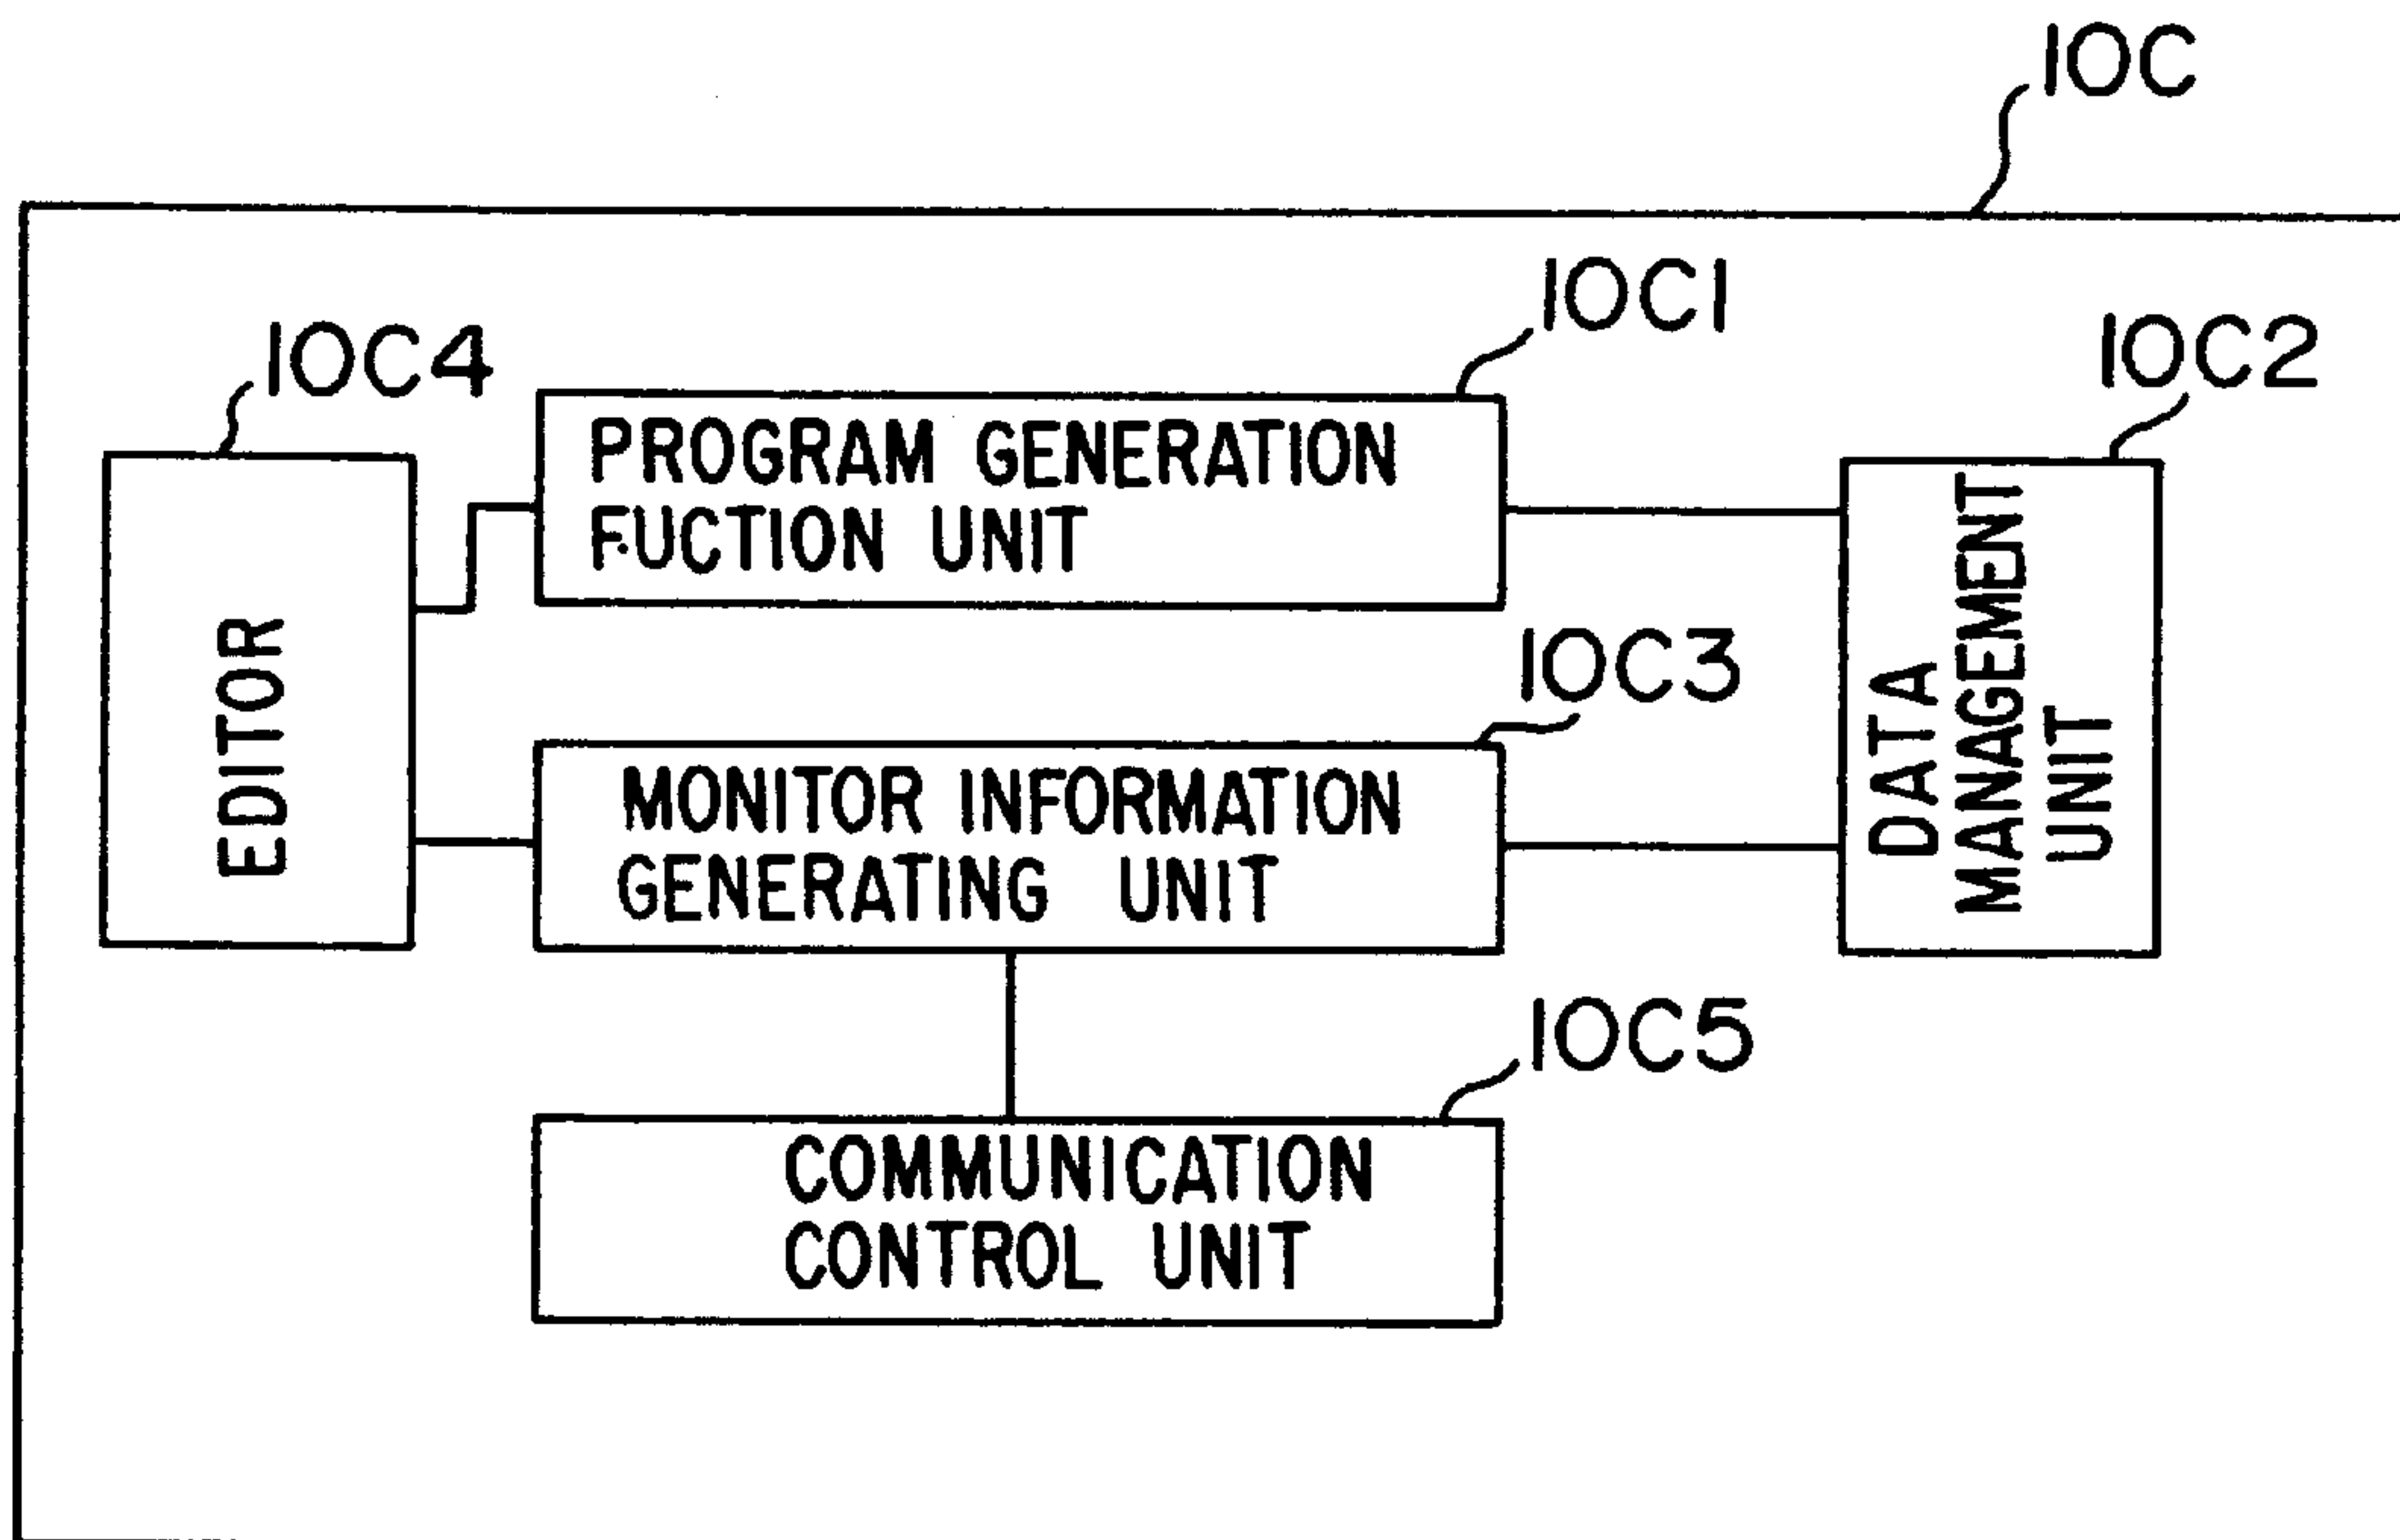 10C
10C1
10C2
10C4
PROGRAM GENERATION
FUCTION UNIT
10C3
EDITOR
MONITOR INFORMATION
GENERATING UNIT
DATA
MANAGEMENT
UNIT
10C5
COMMUNICATION
CONTROL UNIT